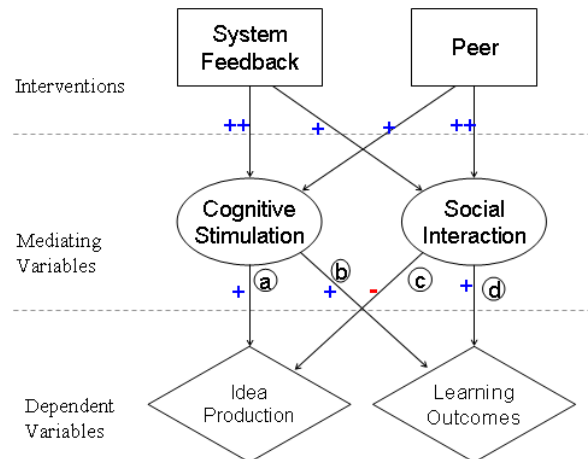 System
Feedback
Peer
Interventions
++
+
+
++
Cognitive
Stimulation
Social
Interaction
Mediating
Variables
a
b
c
d
+
+
-
+
Idea
Production
Learning
Outcomes
Dependent
Variables